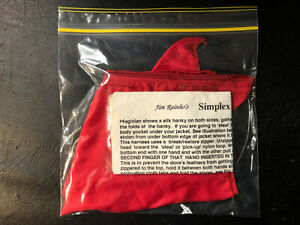 Jim Rainho's Simplex
Magician shows a silk hanky on both sides, gathe
the folds of the hanky. If you are going to steal
body pocket under your jacket. See illustration be
stolen from under bottom edge of jacket where it
This harness uses a break/restore zipper. Unzip
head toward the 'steal' or 'pick-up' nylon loop. W
bottom end with one hand and with the other pull
SECOND FINGER OF THAT HAND INSERTED IN T
This is to prevent the dove's feathers from getting
zippered to the top, hold it between both hands